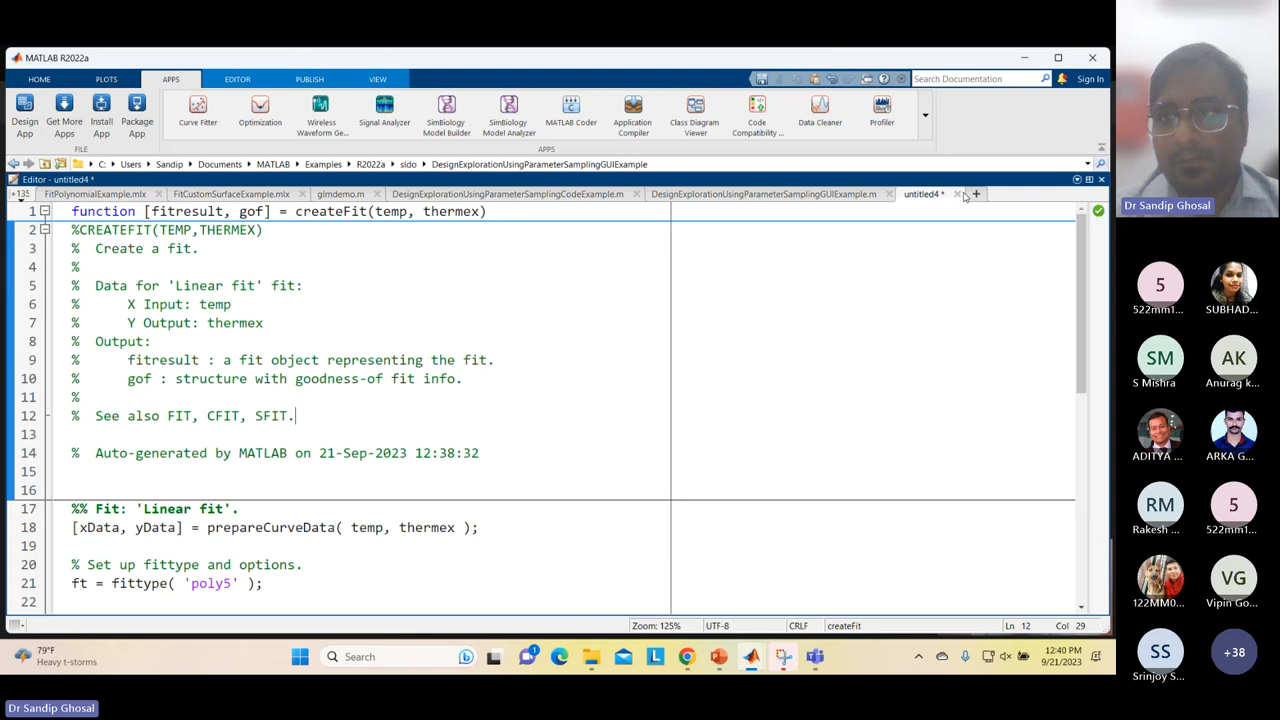 MATLAB R2022a
HOME PLOTS APPS EDITOR PUBLISH VIEW
Search Documentation Sign In
Design App
Get More Apps
Install App
Package App
Curve Fitter
Optimization
Wireless Waveform Ge...
Signal Analyzer
SimBiology Model Builder
SimBiology Model Analyzer
MATLAB Coder
Application Compiler
Class Diagram Viewer
Code Compatibility ...
Data Cleaner
Profiler
FILE APPS
C: Users Sandip Documents MATLAB Examples R2022a sldo DesignExplorationUsingParameterSamplingGUIExample
Editor - untitled4 *
+135 FitPolynomialExample.mlx FitCustomSurfaceExample.mlx glmdemo.m DesignExplorationUsingParameterSamplingCodeExample.m DesignExplorationUsingParameterSamplingGUIExample.m untitled4 *
1 function [fitresult, gof] = createFit(temp, thermex)
2 %CREATEFIT(TEMP,THERMEX)
3 % Create a fit.
4 %
5 % Data for 'Linear fit' fit:
6 % X Input: temp
7 % Y Output: thermex
8 % Output:
9 % fitresult : a fit object representing the fit.
10 % gof : structure with goodness-of fit info.
11 %
12 % See also FIT, CFIT, SFIT.
13
14 % Auto-generated by MATLAB on 21-Sep-2023 12:38:32
15
16
17 %% Fit: 'Linear fit'.
18 [xData, yData] = prepareCurveData( temp, thermex );
19
20 % Set up fittype and options.
21 ft = fittype( 'poly5' );
22
Zoom: 125% UTF-8 CRLF createFit Ln 12 Col 29
79°F
Heavy t-storms
Search
12:40 PM
9/21/2023
Dr Sandip Ghosal
Dr Sandip Ghosal
5
522mm1...
SUBHAD...
SM
S Mishra
AK
Anurag k...
ADITYA ...
ARKA G...
RM
Rakesh ...
5
522mm1...
122MM0...
VG
Vipin Go...
SS
Srinjoy S...
+38